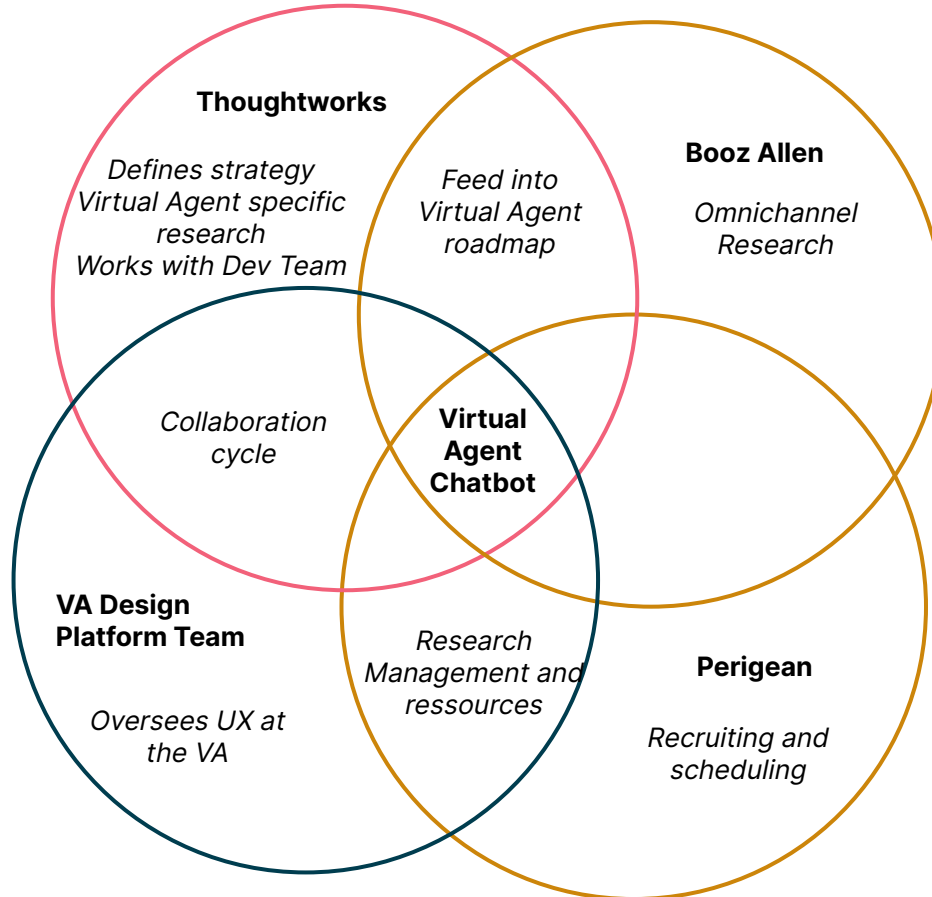 Thoughtworks
Defines strategy
Virtual Agent specific
research
Works with Dev Team
Feed into
Virtual Agent
roadmap
Booz Allen
Omnichannel
Research
Collaboration
cycle
Virtual
Agent
Chatbot
VA Design
Platform Team
Oversees UX at
the VA
Research
Management and
ressources
Perigean
Recruiting and
scheduling